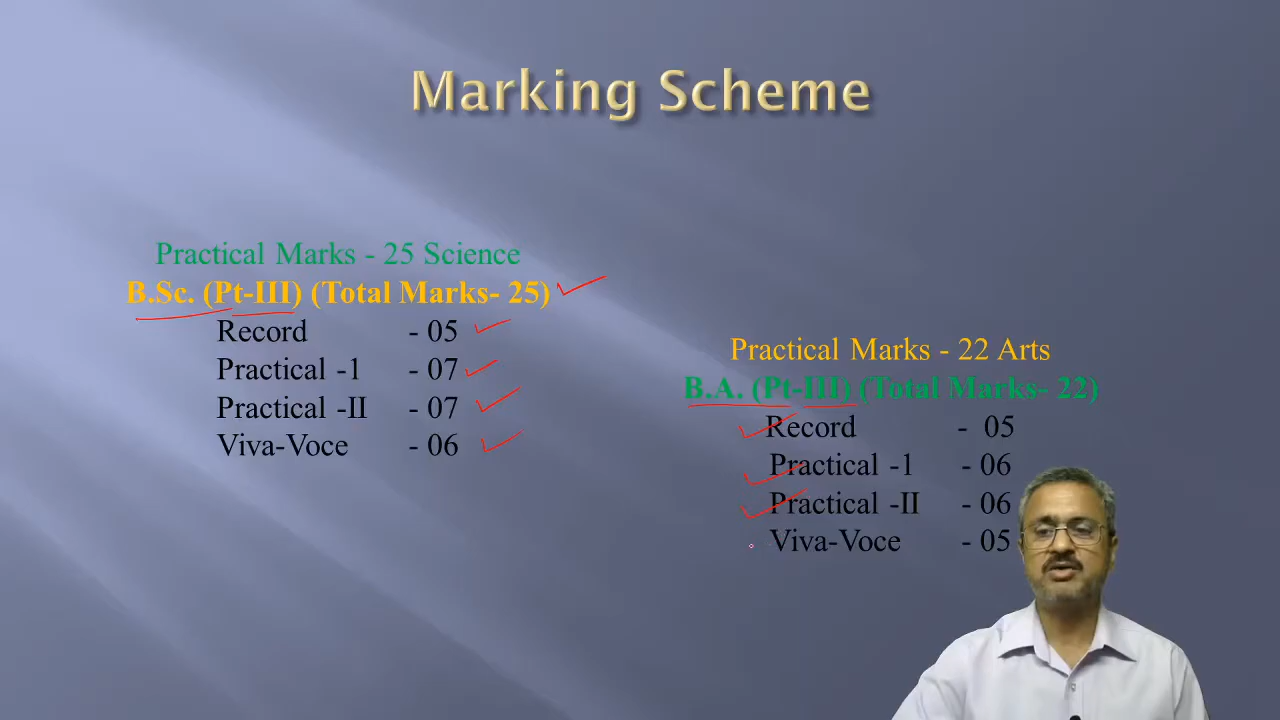 Marking Scheme
Practical Marks - 25 Science
B.Sc. (Pt-III) (Total Marks- 25)
Record - 05
Practical -1 - 07
Practical -II - 07
Viva-Voce - 06
Practical Marks - 22 Arts
B.A. (Pt-III) (Total Marks- 22)
Record - 05
Practical -1 - 06
Practical -II - 06
Viva-Voce - 05